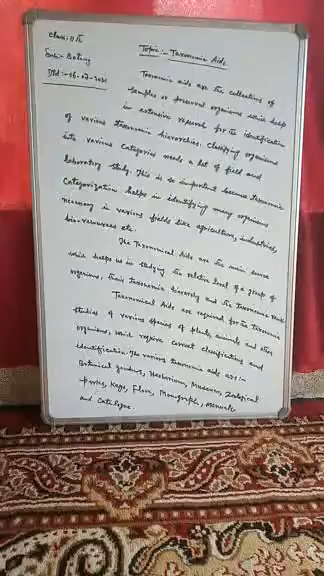 Class:- 11th
Sub:- Botany
Dtd:-16-07-2021
Topic:- Taxonomic Aids
Taxonomic aids are the collections of
samples or preserved organisms which help
in extensive research for the identification
of various taxonomic hierarchies. Classifying organisms
into various categories needs a lot of field and
laboratory study. This is so important because taxonomic
Categorization helps in identifying many organisms
necessary in various fields like agriculture, industries,
bio-resources etc.
The Taxonomical Aids are the main source
which helps us in studying the relative level of a group of
organisms, their taxonomic hierarchy and the taxonomic rank.
Taxonomical Aids are required for the taxonomic
studies of various species of plants, animals and other
organisms, which require correct classification and
identification. The various taxonomic aids are:-
Botanical gardens, Herbarium, Museum, Zoological
parks, Keys, Flora, Monographs, Manuals
and Catalogue.